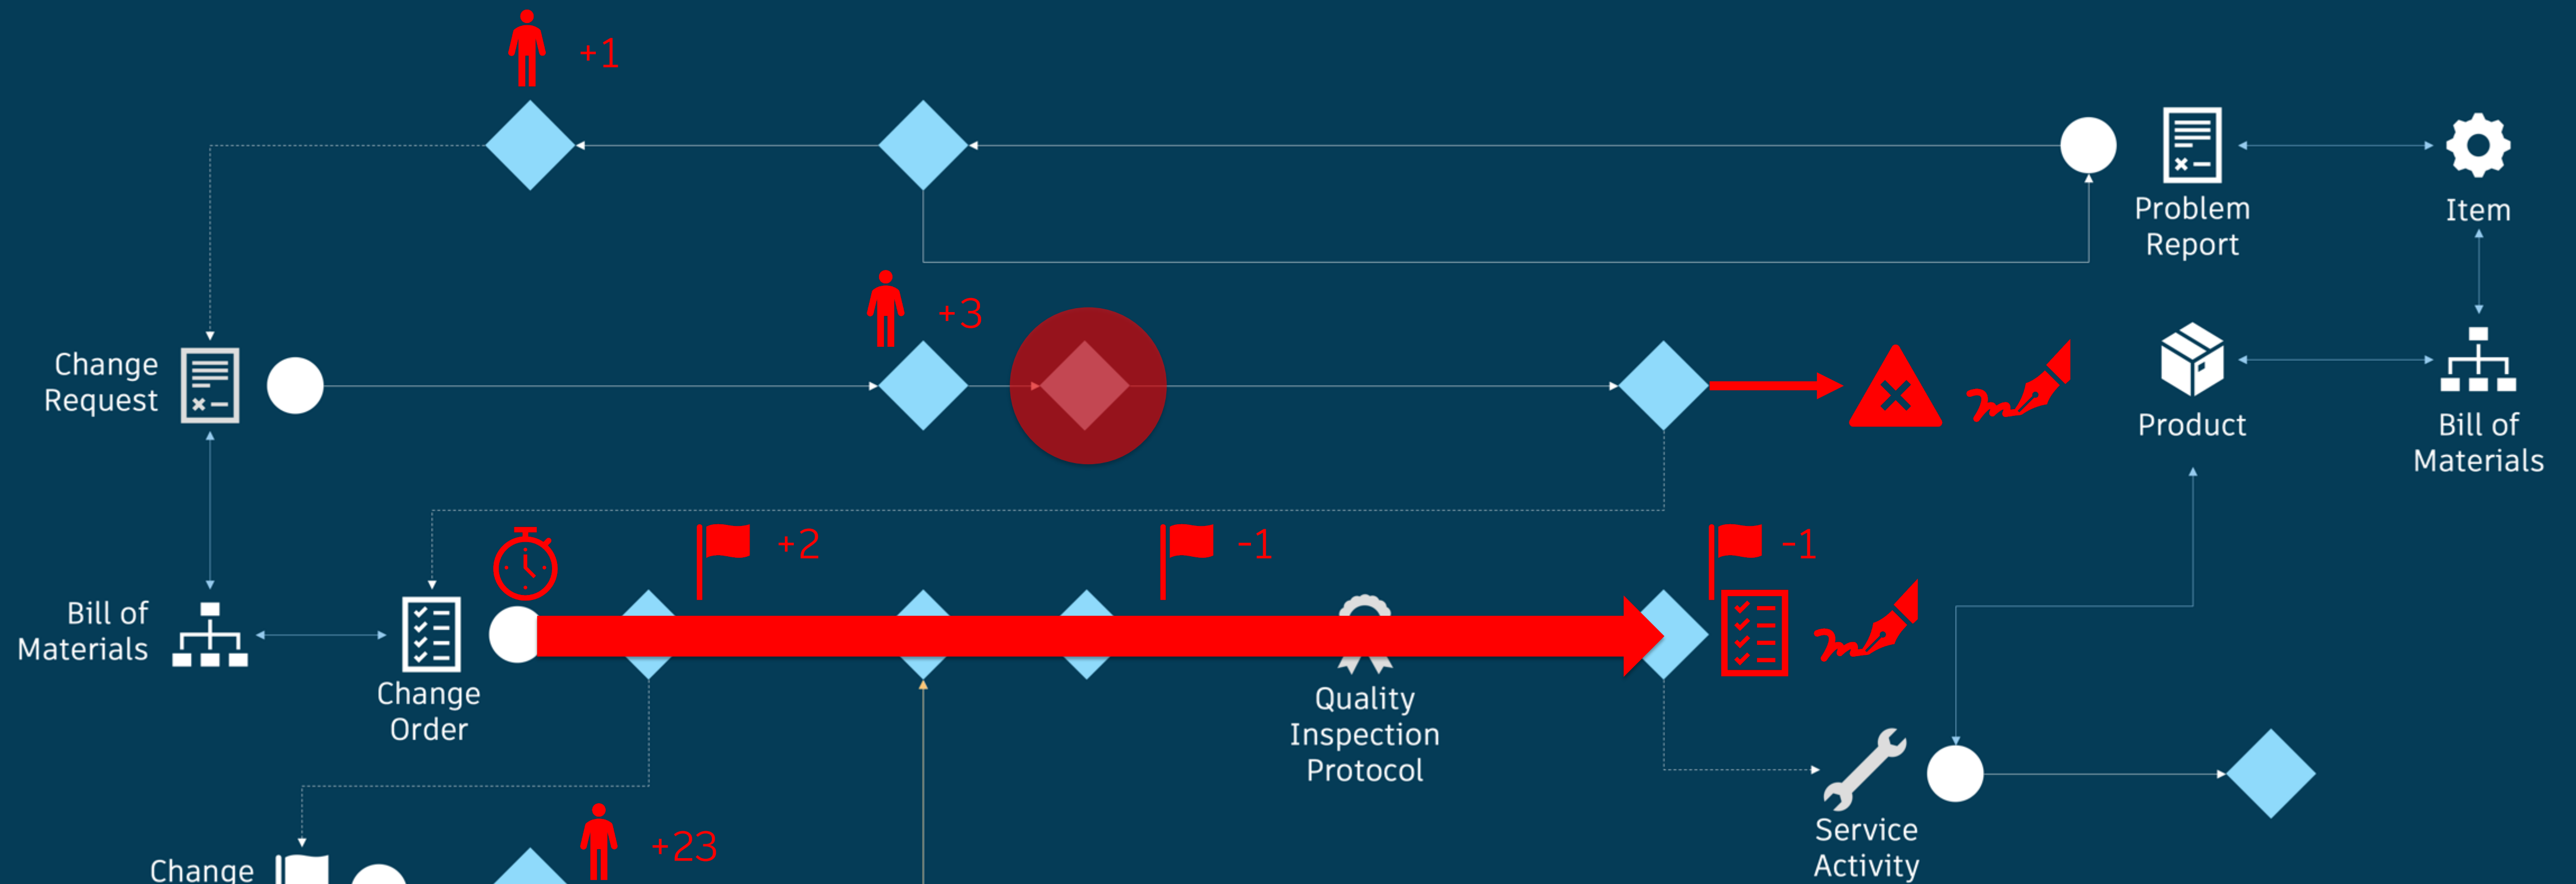 +1
Problem
Report
Item
+3
Change
Request
Product
Bill of
Materials
+2
-1
-1
Bill of
Materials
Change
Order
Quality
Inspection
Protocol
Service
Activity
+23
Change